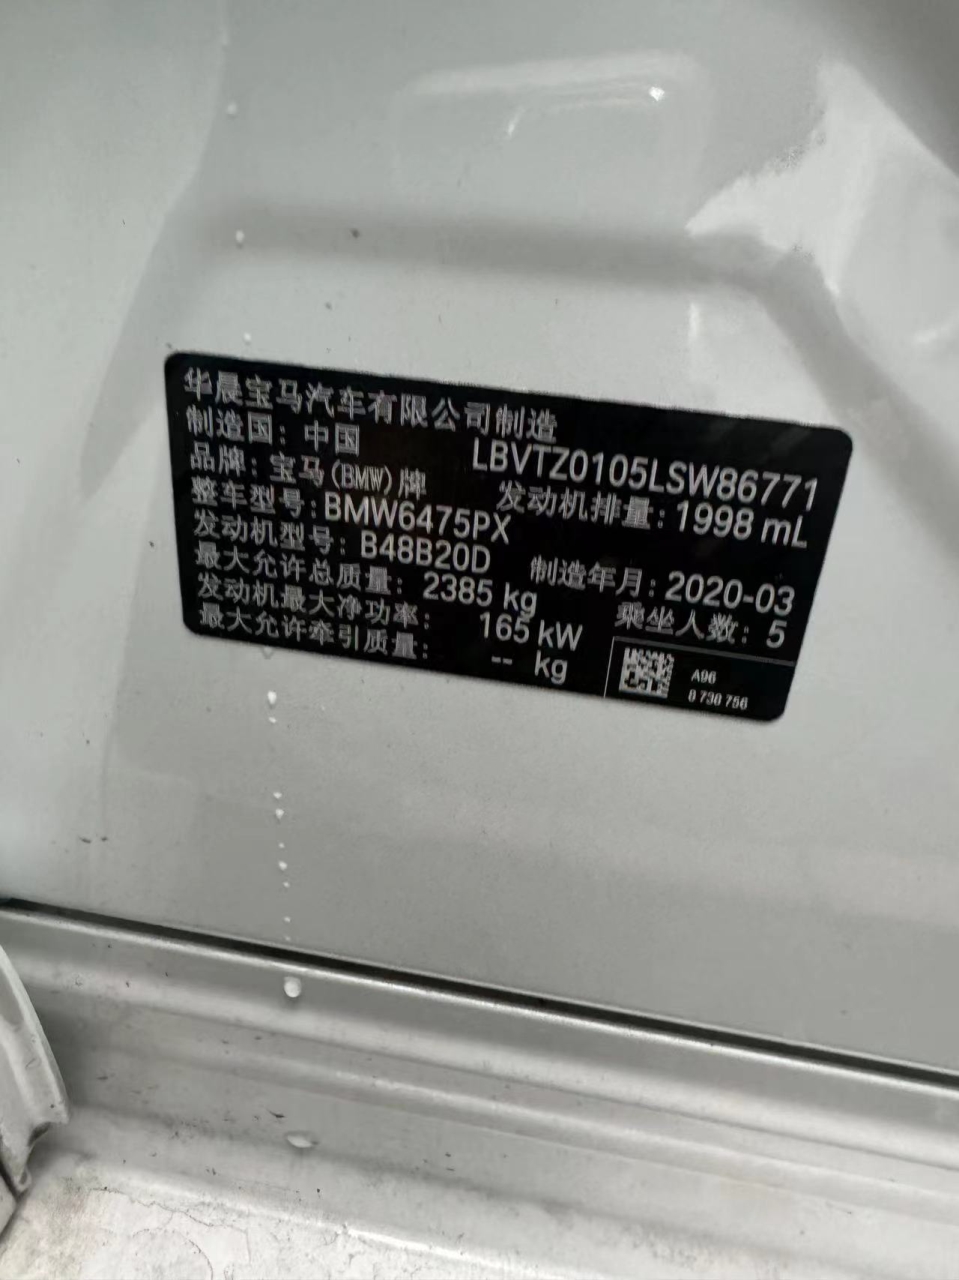 华晨宝马汽车有限公司制造
制造国：中国 LBVTZ0105LSW86771
品牌：宝马(BMW)牌 发动机排量：1998 mL
整车型号：BMW6475PX
发动机型号：B48B20D 制造年月：2020-03
最大允许总质量：2385 kg 乘坐人数：5
发动机最大净功率：165 kW
最大允许牵引质量：-- kg
A96
8 738 756